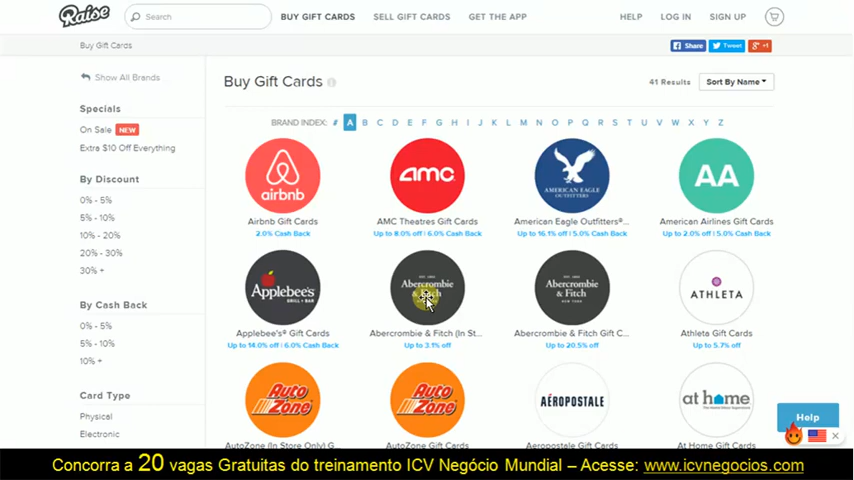 Raise
Search
BUY GIFT CARDS SELL GIFT CARDS GET THE APP
HELP LOG IN SIGN UP
Buy Gift Cards
Share Tweet +1
Show All Brands
Specials
On Sale NEW
Extra $10 Off Everything
By Discount
0% - 5%
5% - 10%
10% - 20%
20% - 30%
30% +
By Cash Back
0% - 5%
5% - 10%
10% +
Card Type
Physical
Electronic
Buy Gift Cards
41 Results Sort By Name
BRAND INDEX: # A B C D E F G H I J K L M N O P Q R S T U V W X Y Z
airbnb
amc
AMERICAN EAGLE
OUTFITTERS
AA
Airbnb Gift Cards
AMC Theatres Gift Cards
American Eagle Outfitters®...
American Airlines Gift Cards
2.0% Cash Back
Up to 8.0% off | 6.0% Cash Back
Up to 16.1% off | 5.0% Cash Back
Up to 2.0% off | 5.0% Cash Back
Applebee's
GRILL + BAR
Abercrombie
& Fitch
Abercrombie
& Fitch
NEW YORK
ATHLETA
Applebee's® Gift Cards
Abercrombie & Fitch (In St...
Abercrombie & Fitch Gift C...
Athleta Gift Cards
Up to 14.0% off | 6.0% Cash Back
Up to 3.1% off
Up to 20.5% off
Up to 5.7% off
Auto
Zone
Auto
Zone
AÉROPOSTALE
at home
AutoZone (In Store Only) G...
AutoZone Gift Cards
Aeropostale Gift Cards
At Home Gift Cards
Help
Concorra a 20 vagas Gratuitas do treinamento ICV Negócio Mundial – Acesse: www.icvnegocios.com